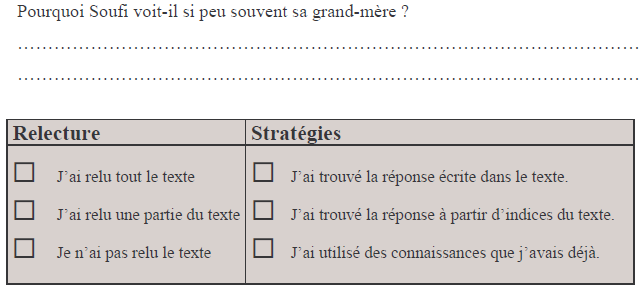 Pourquoi Soufi voit-il si peu souvent sa grand-mère ?
………………………………………………………………………………………………
………………………………………………………………………………………………
Relecture Stratégies
☐ J’ai relu tout le texte ☐ J’ai trouvé la réponse écrite dans le texte.
☐ J’ai relu une partie du texte ☐ J’ai trouvé la réponse à partir d’indices du texte.
☐ Je n’ai pas relu le texte ☐ J’ai utilisé des connaissances que j’avais déjà.